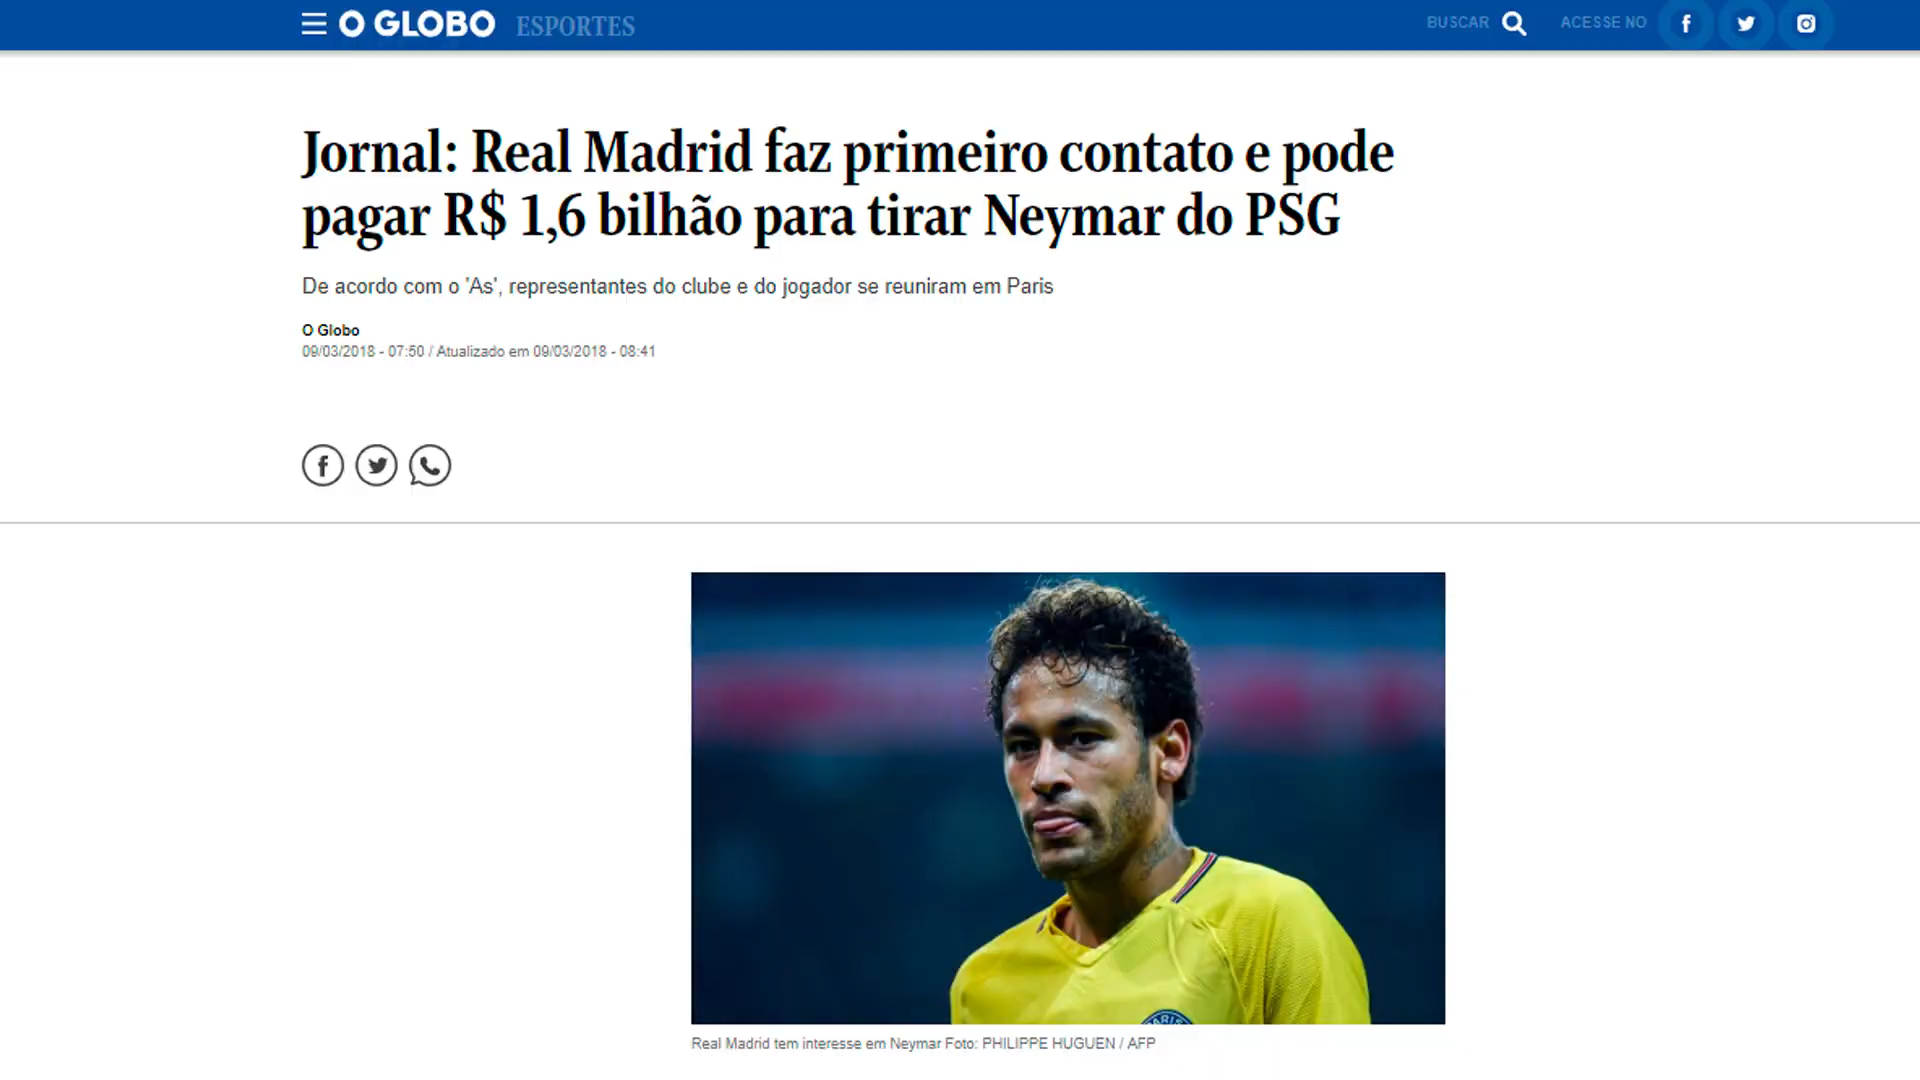 O GLOBO ESPORTES BUSCAR ACESSE NO
Jornal: Real Madrid faz primeiro contato e pode
pagar R$ 1,6 bilhão para tirar Neymar do PSG
De acordo com o 'As', representantes do clube e do jogador se reuniram em Paris
O Globo
09/03/2018 - 07:50 / Atualizado em 09/03/2018 - 08:41
PARIS
Real Madrid tem interesse em Neymar Foto: PHILIPPE HUGUEN / AFP